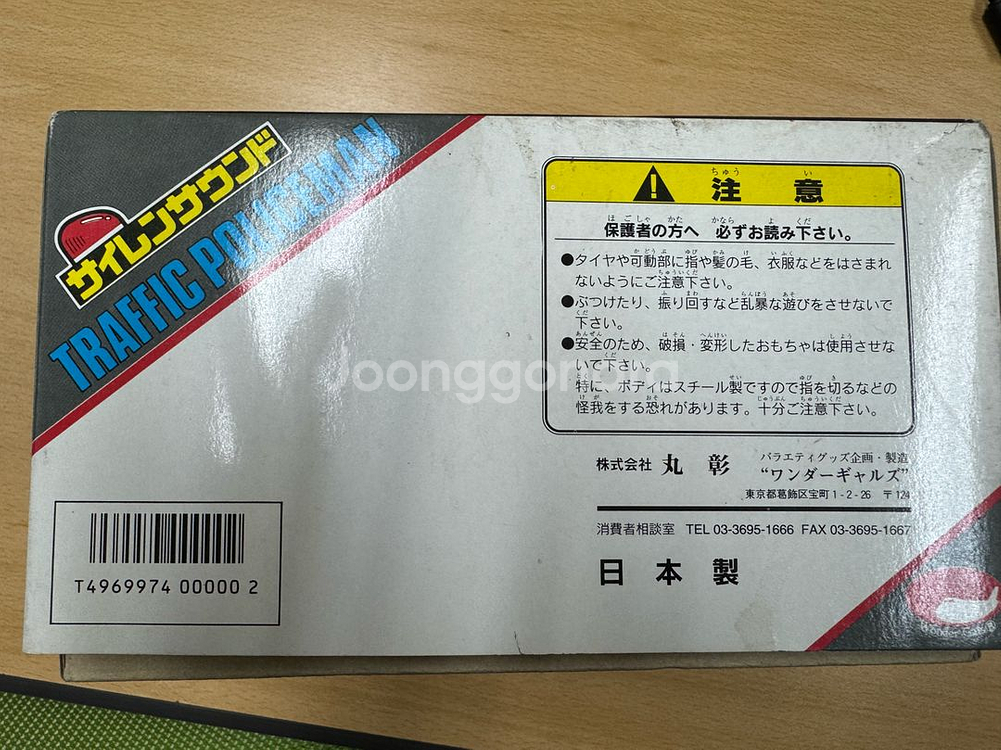 サイレンサウンド
TRAFFIC POLICEMAN
注意
保護者の方へ 必ずお読み下さい。
●タイヤや可動部に指や髪の毛、衣服などをはさまれ
ないようにご注意下さい。
●ぶつけたり、振り回すなど乱暴な遊びをさせないで
下さい。
●安全のため、破損・変形したおもちゃは使用させな
いで下さい。
特に、ボディはスチール製ですので指を切るなどの
怪我をする恐れがあります。十分ご注意下さい。
株式会社 丸彰 バラエティグッズ企画・製造
“ワンダーギャルズ”
東京都葛飾区宝町1-2-26 〒124
消費者相談室 TEL 03-3695-1666 FAX 03-3695-1667
日本製
T4969974 00000 2